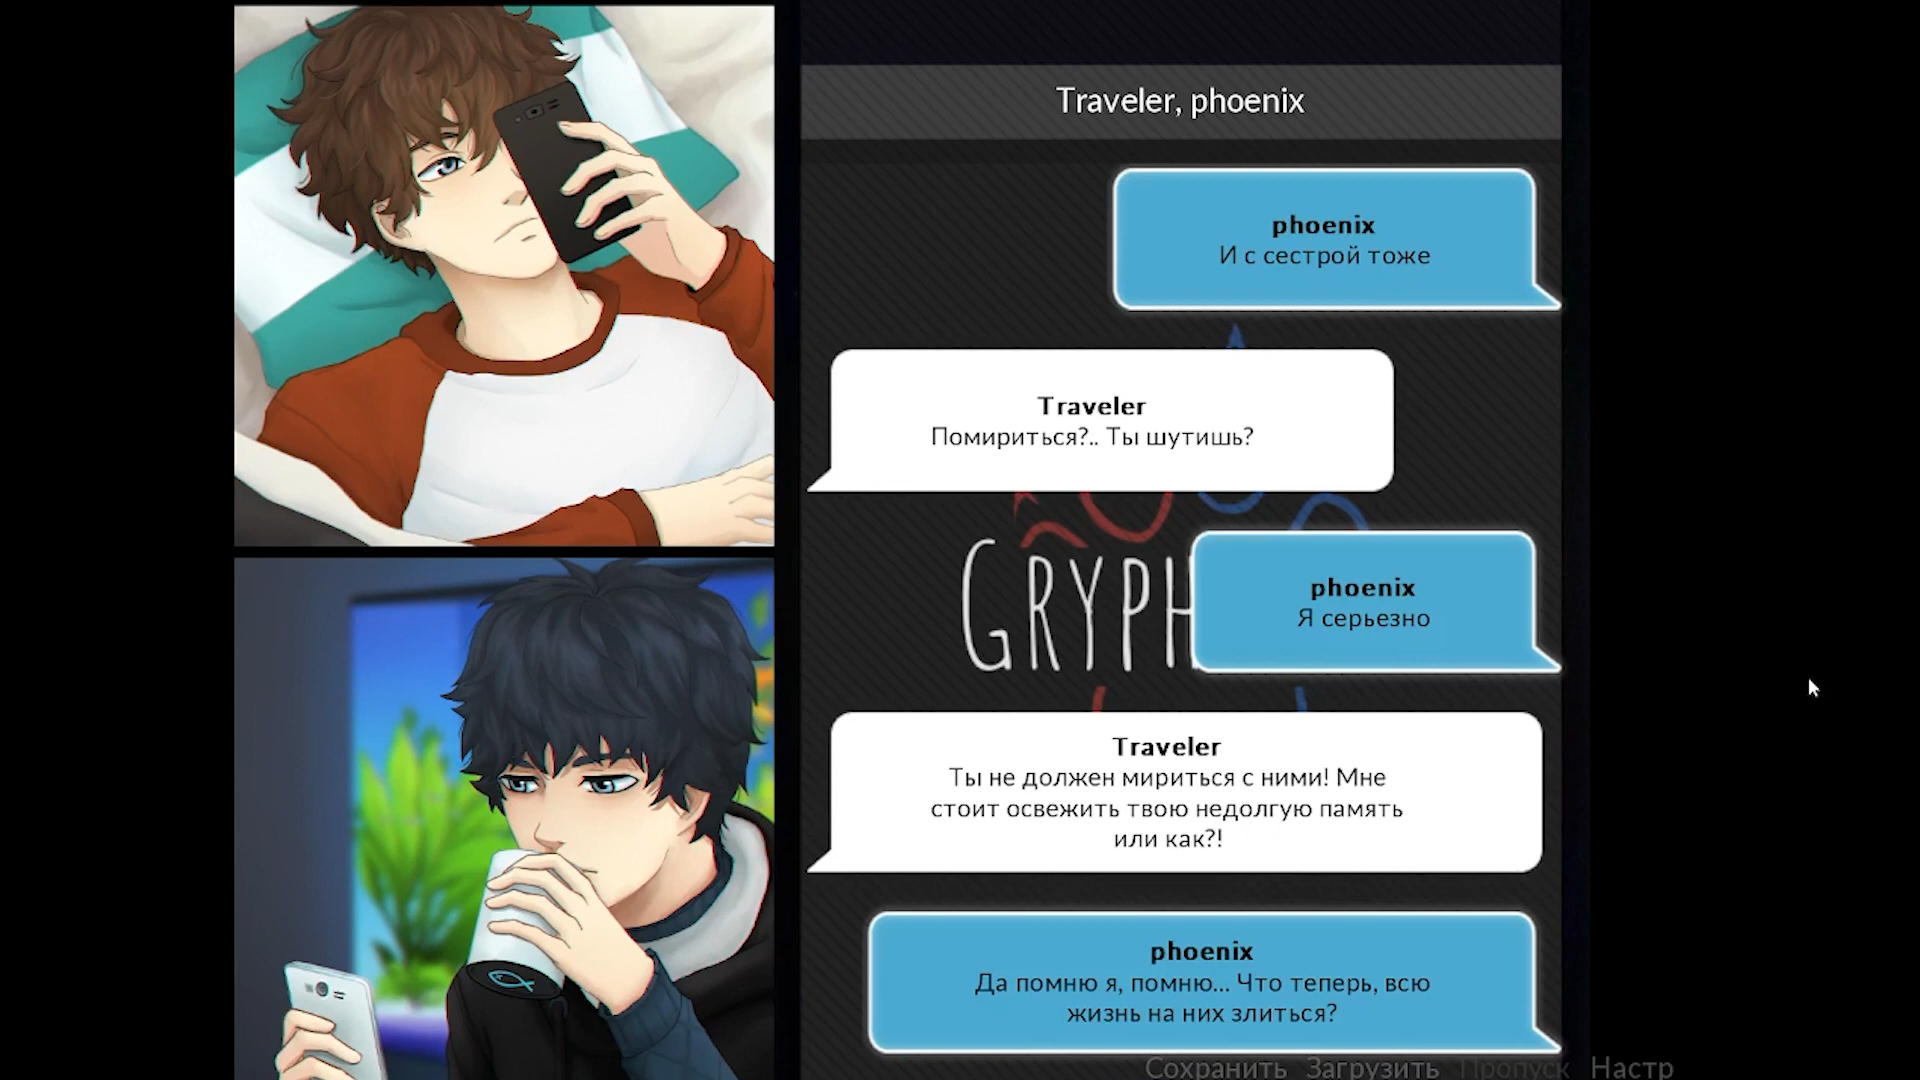 Traveler, phoenix
phoenix
И с сестрой тоже
Traveler
Помириться?.. Ты шутишь?
GRYPH
phoenix
Я серьезно
Traveler
Ты не должен мириться с ними! Мне
стоит освежить твою недолгую память
или как?!
phoenix
Да помню я, помню... Что теперь, всю
жизнь на них злиться?
Сохранить Загрузить Пропуск Настр